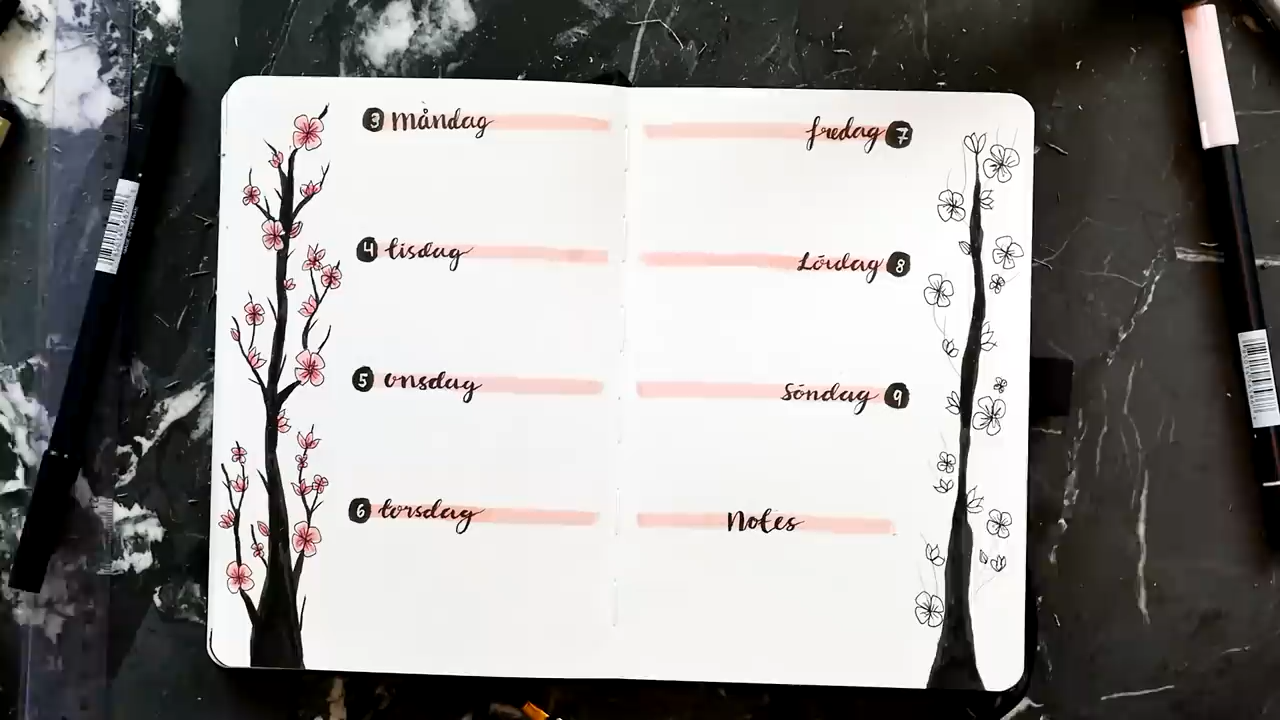 3 måndag
4 tisdag
5 onsdag
6 torsdag
fredag 7
Lördag 8
Söndag 9
Notes